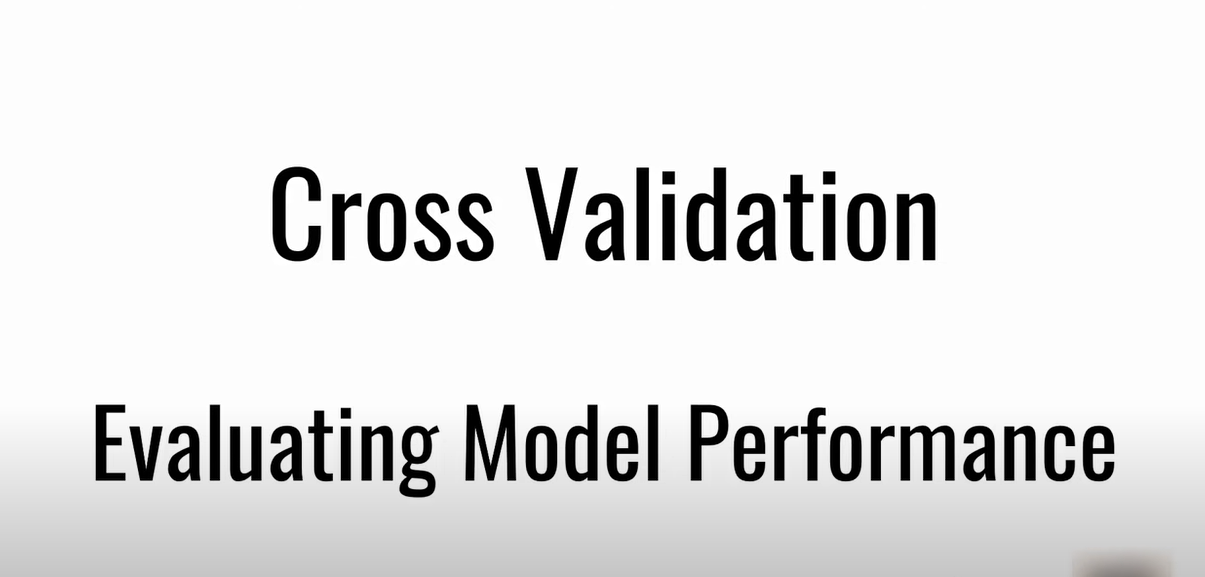 Cross Validation
Evaluating Model Performance